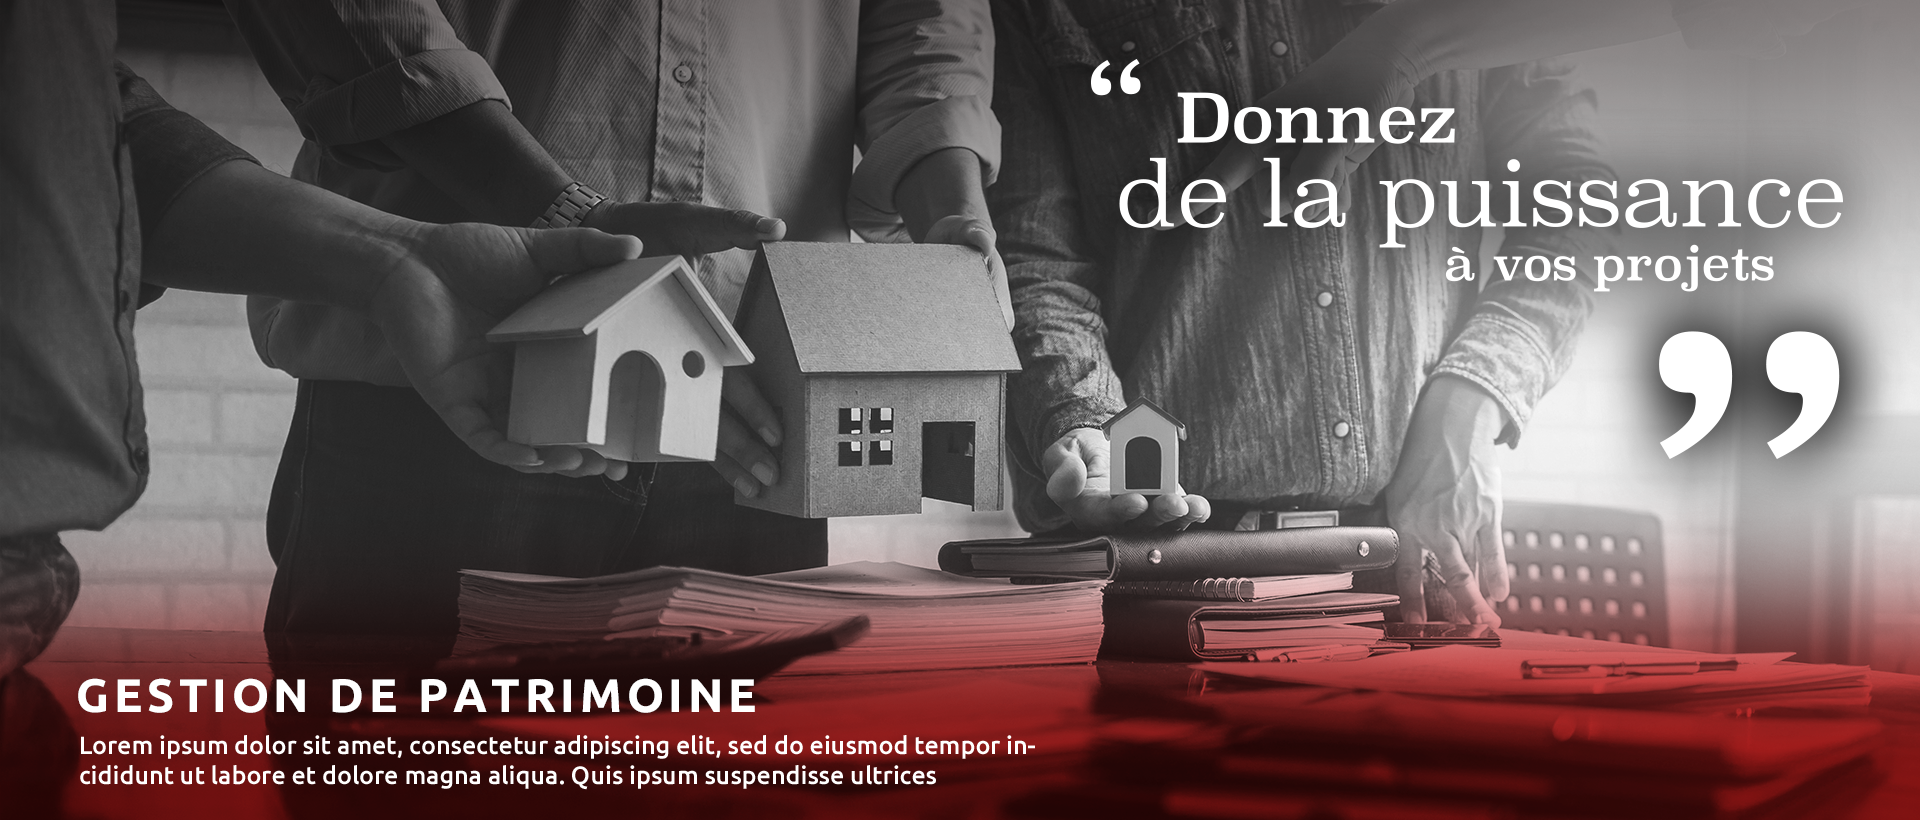 “ Donnez
de la puissance
à vos projets
”
GESTION DE PATRIMOINE
Lorem ipsum dolor sit amet, consectetur adipiscing elit, sed do eiusmod tempor in-
cididunt ut labore et dolore magna aliqua. Quis ipsum suspendisse ultrices